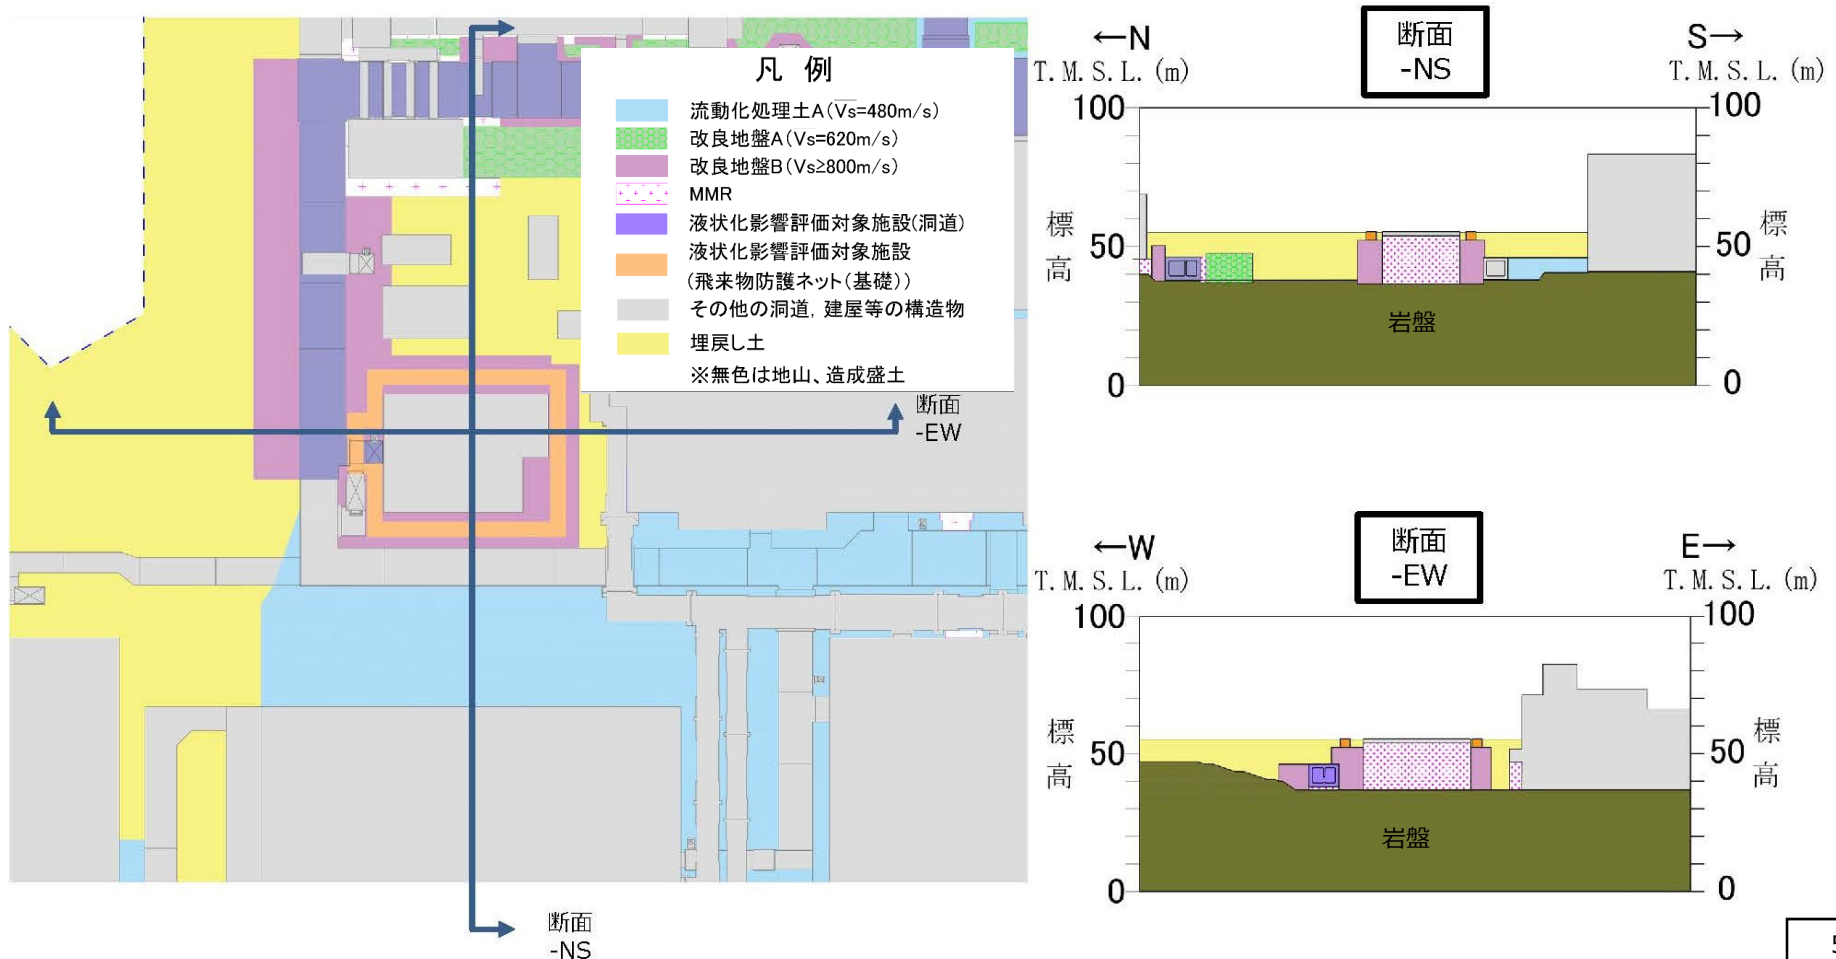 凡 例
流動化処理土A(V̅s=480m/s)
改良地盤A(Vs=620m/s)
改良地盤B(Vs≥800m/s)
MMR
液状化影響評価対象施設(洞道)
液状化影響評価対象施設
(飛来物防護ネット(基礎))
その他の洞道, 建屋等の構造物
埋戻し土
※無色は地山、造成盛土
断面
-EW
断面
-NS
←N
断面
-NS
S→
T.M.S.L.(m)
T.M.S.L.(m)
100
100
標高
50
50
標高
岩盤
0
0
←W
断面
-EW
E→
T.M.S.L.(m)
T.M.S.L.(m)
100
100
標高
50
50
標高
岩盤
0
0